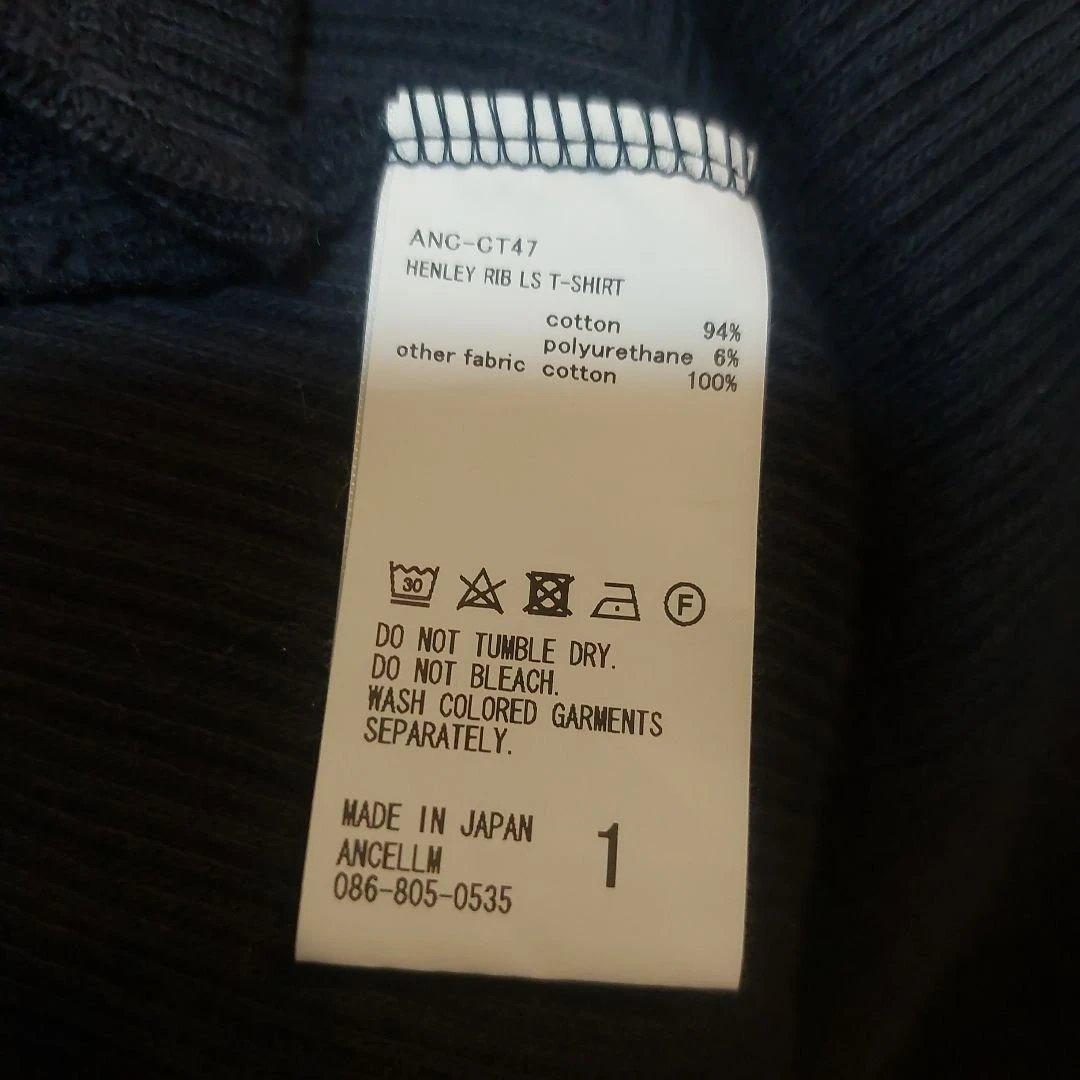 ANC-CT47
HENLEY RIB LS T-SHIRT
cotton 94%
polyurethane 6%
other fabric cotton 100%
30
F
DO NOT TUMBLE DRY.
DO NOT BLEACH.
WASH COLORED GARMENTS
SEPARATELY.
MADE IN JAPAN
ANCELLM
086-805-0535
1